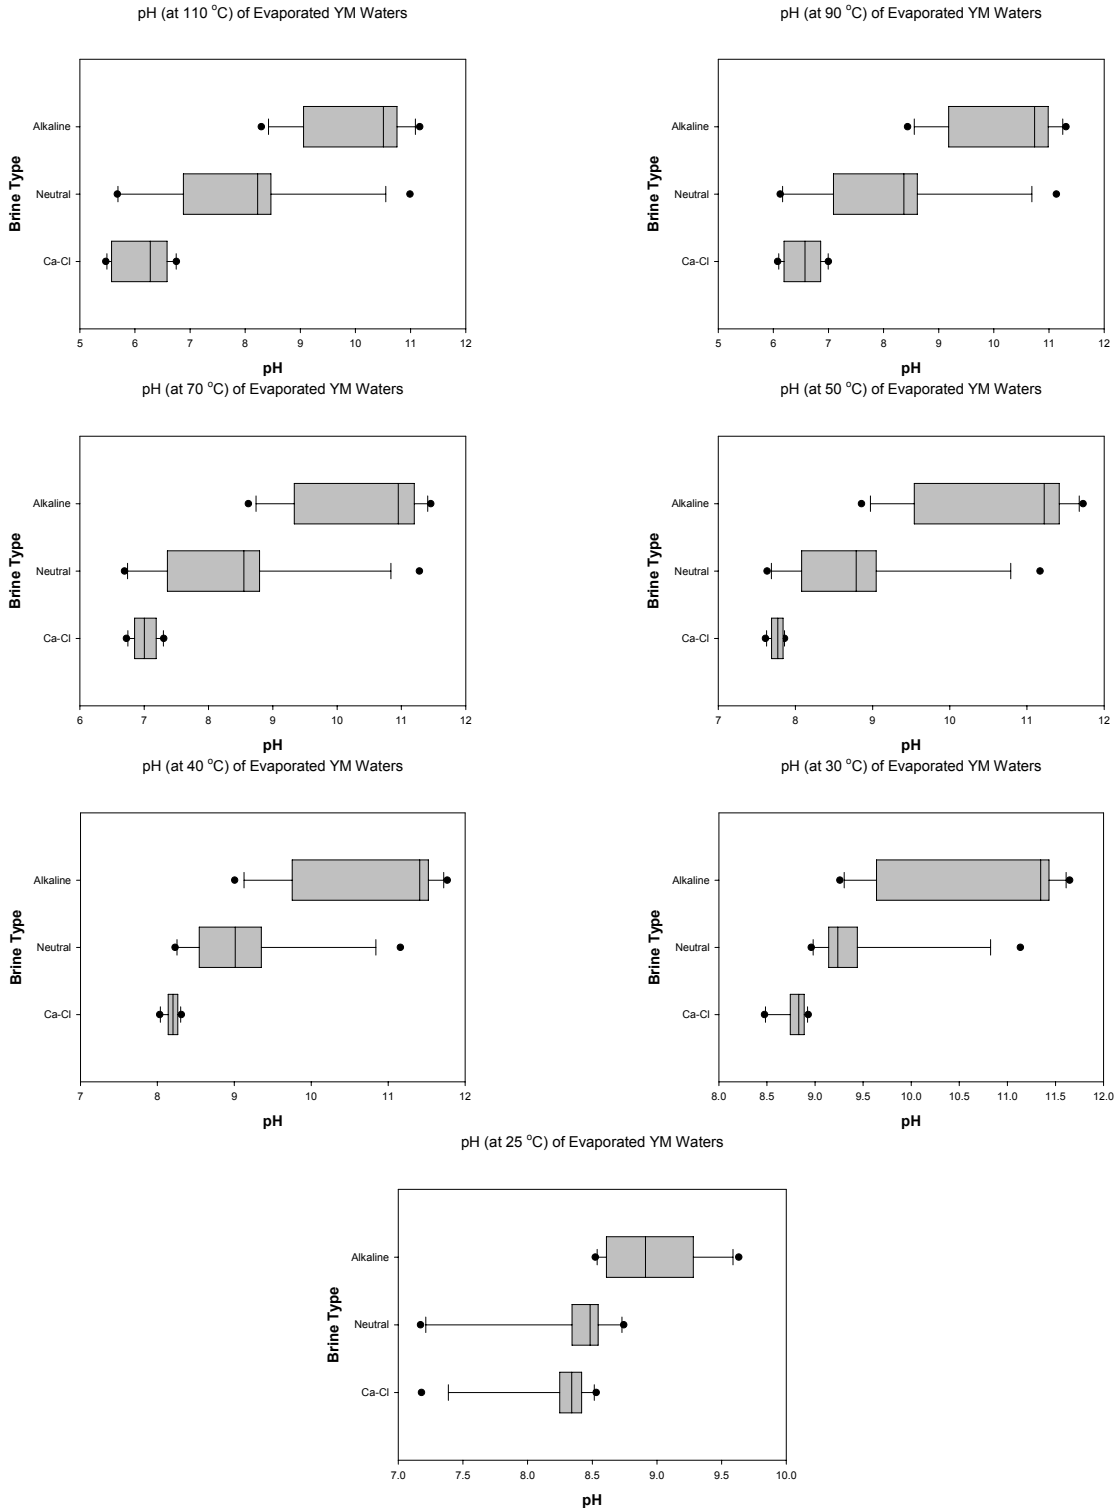 pH (at 110 °C) of Evaporated YM Waters
Brine Type
Alkaline
Neutral
Ca-Cl
5 6 7 8 9 10 11 12
pH
pH (at 90 °C) of Evaporated YM Waters
Brine Type
Alkaline
Neutral
Ca-Cl
5 6 7 8 9 10 11 12
pH
pH (at 70 °C) of Evaporated YM Waters
Brine Type
Alkaline
Neutral
Ca-Cl
6 7 8 9 10 11 12
pH
pH (at 50 °C) of Evaporated YM Waters
Brine Type
Alkaline
Neutral
Ca-Cl
7 8 9 10 11 12
pH
pH (at 40 °C) of Evaporated YM Waters
Brine Type
Alkaline
Neutral
Ca-Cl
7 8 9 10 11 12
pH
pH (at 30 °C) of Evaporated YM Waters
Brine Type
Alkaline
Neutral
Ca-Cl
8.0 8.5 9.0 9.5 10.0 10.5 11.0 11.5 12.0
pH
pH (at 25 °C) of Evaporated YM Waters
Brine Type
Alkaline
Neutral
Ca-Cl
7.0 7.5 8.0 8.5 9.0 9.5 10.0
pH